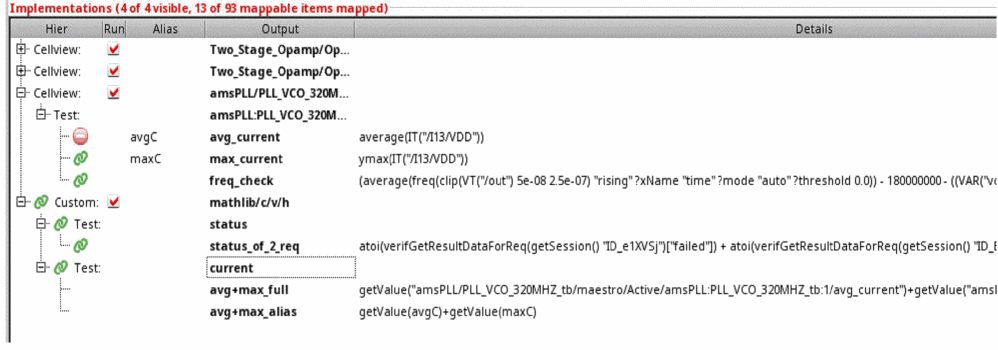 Implementations (4 of 4 visible, 13 of 93 mappable items mapped)
Hier Run Alias Output Details
Cellview: Two_Stage_Opamp/Op...
Cellview: Two_Stage_Opamp/Op...
Cellview: amsPLL/PLL_VCO_320M...
Test: amsPLL:PLL_VCO_320M...
avgC avg_current average(IT("/I13/VDD"))
maxC max_current ymax(IT("/I13/VDD"))
freq_check (average(freq(clip(VT("/out") 5e-08 2.5e-07) "rising" ?xName "time" ?mode "auto" ?threshold 0.0)) - 180000000 - ((VAR("vc
Custom: mathlib/c/v/h
Test: status
status_of_2_req atoi(verifGetResultDataForReq(getSession() "ID_e1XVSj")["failed"]) + atoi(verifGetResultDataForReq(getSession() "ID_E
Test: current
avg+max_full getValue("amsPLL/PLL_VCO_320MHZ_tb/maestro/Active/amsPLL:PLL_VCO_320MHZ_tb:1/avg_current")+getValue("amsl
avg+max_alias getValue(avgC)+getValue(maxC)